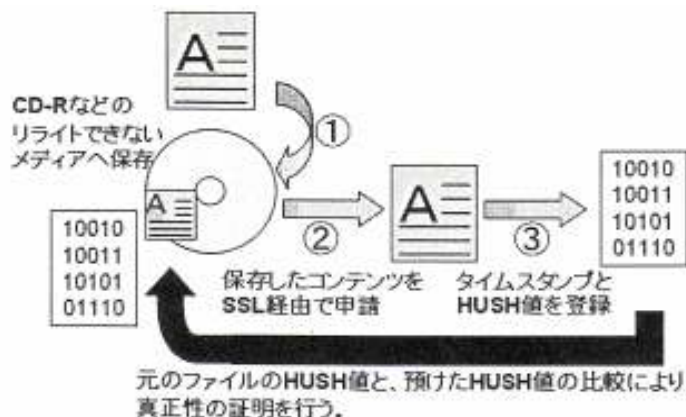 A
CD-Rなどの
リライトできない
メディアへ保存
①
A
10010
10011
10101
01110
②
A
③
10010
10011
10101
01110
保存したコンテンツを
SSL経由で申請
タイムスタンプと
HUSH値を登録
元のファイルのHUSH値と、預けたHUSH値の比較により
真正性の証明を行う。